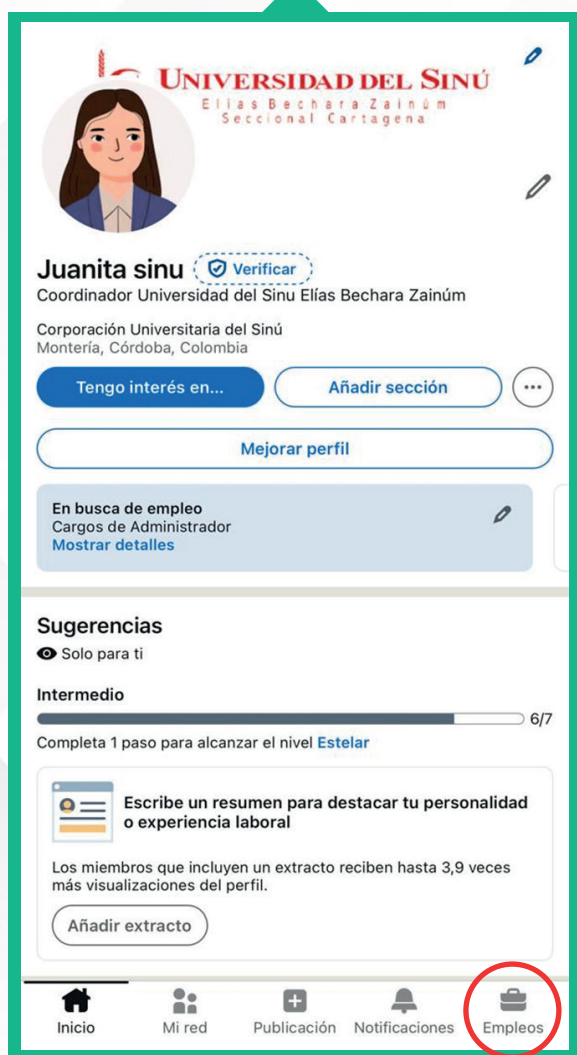 UNIVERSIDAD DEL SINÚ
Elías Bechara Zainúm
Seccional Cartagena
Juanita sinu Verificar
Coordinador Universidad del Sinu Elías Bechara Zainúm
Corporación Universitaria del Sinú
Montería, Córdoba, Colombia
Tengo interés en... Añadir sección
Mejorar perfil
En busca de empleo
Cargos de Administrador
Mostrar detalles
Sugerencias
Solo para ti
Intermedio
6/7
Completa 1 paso para alcanzar el nivel Estelar
Escribe un resumen para destacar tu personalidad
o experiencia laboral
Los miembros que incluyen un extracto reciben hasta 3,9 veces
más visualizaciones del perfil.
Añadir extracto
Inicio Mi red Publicación Notificaciones Empleos